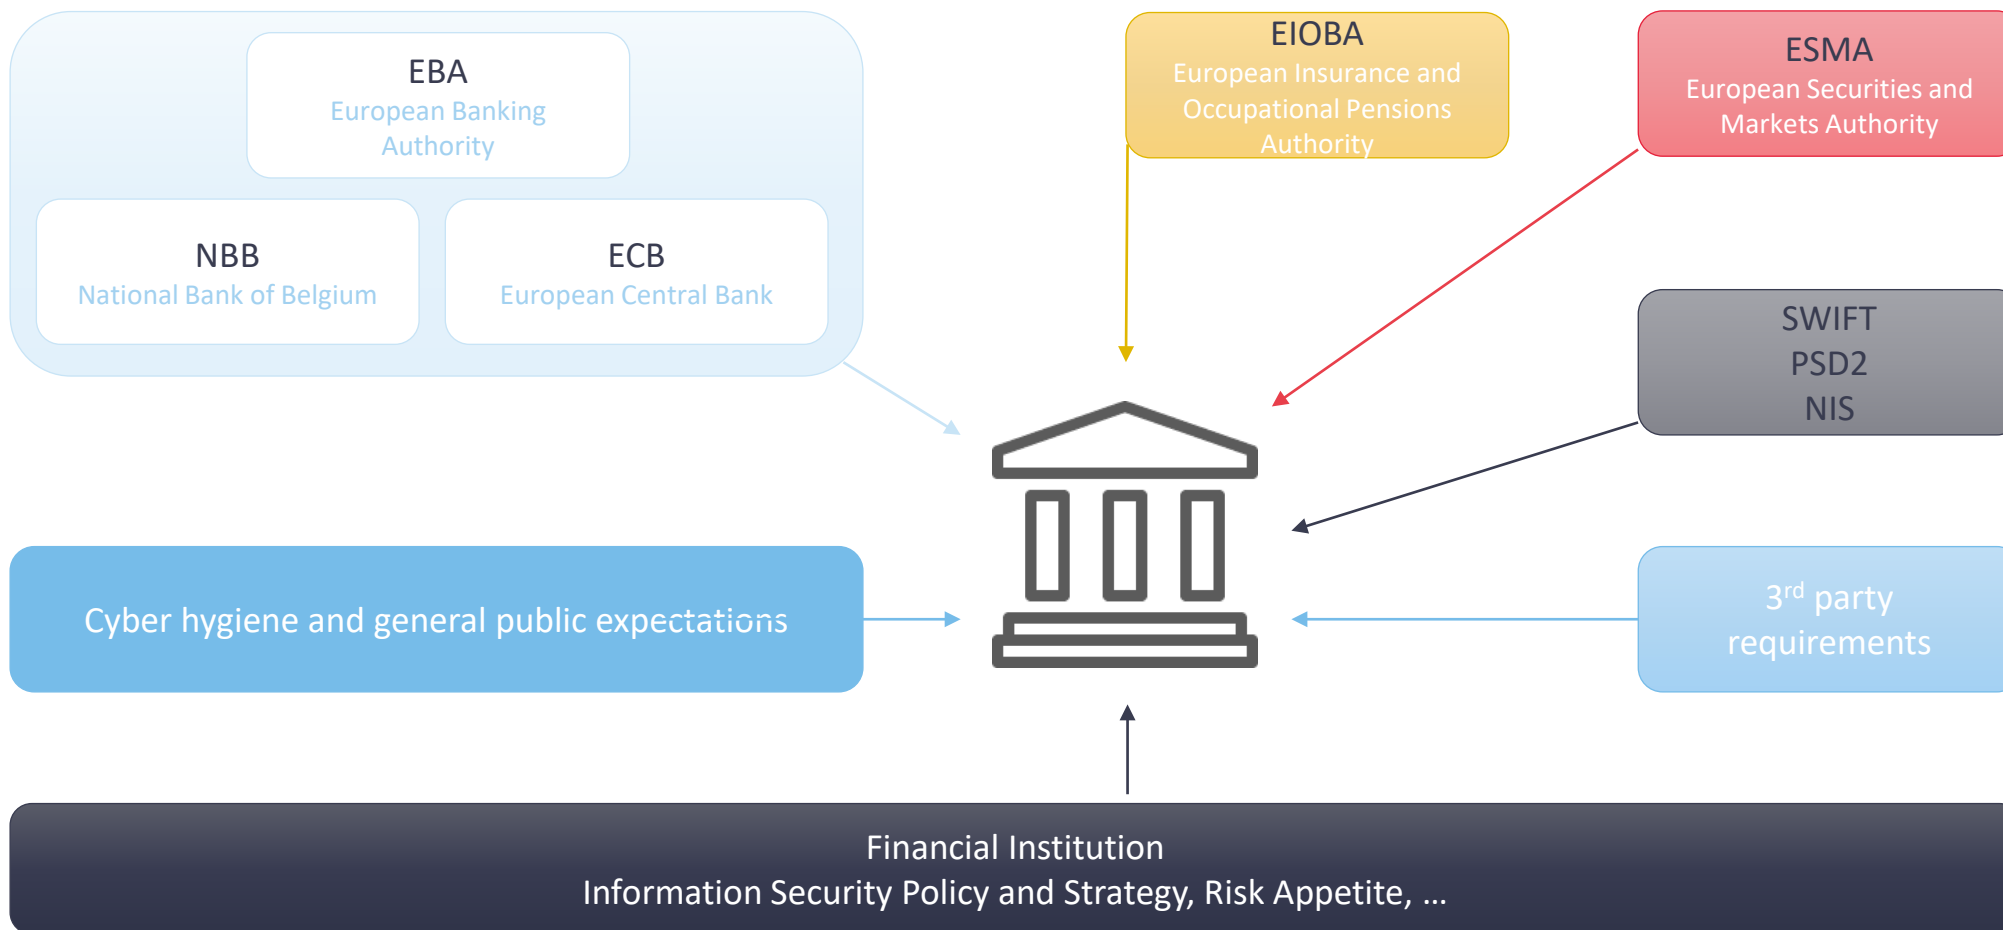 EBA
European Banking
Authority
NBB
National Bank of Belgium
ECB
European Central Bank
EIOBA
European Insurance and
Occupational Pensions
Authority
ESMA
European Securities and
Markets Authority
SWIFT
PSD2
NIS
Cyber hygiene and general public expectations
3rd party
requirements
Financial Institution
Information Security Policy and Strategy, Risk Appetite, …